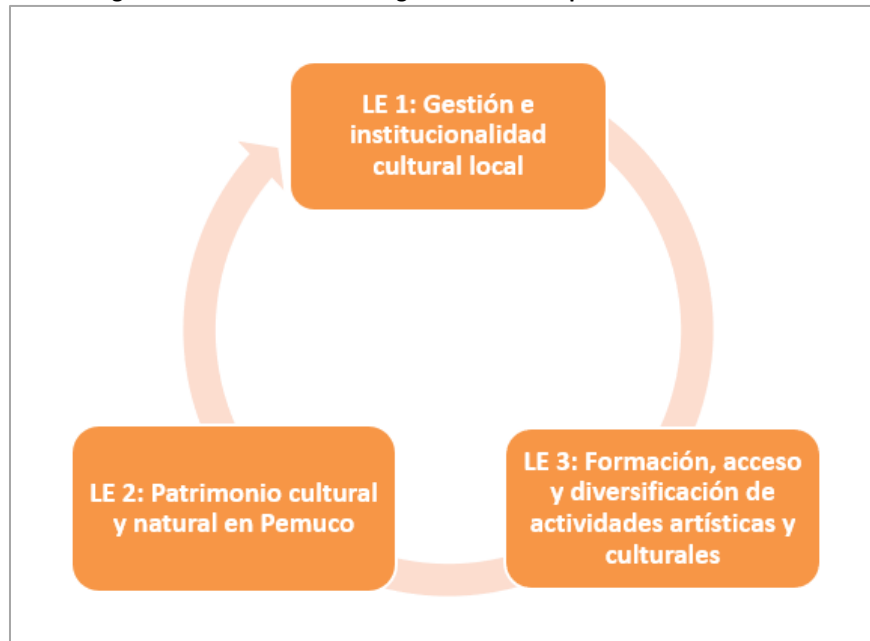 LE 1: Gestión e
institucionalidad
cultural local
LE 2: Patrimonio cultural
y natural en Pemuco
LE 3: Formación, acceso
y diversificación de
actividades artísticas y
culturales